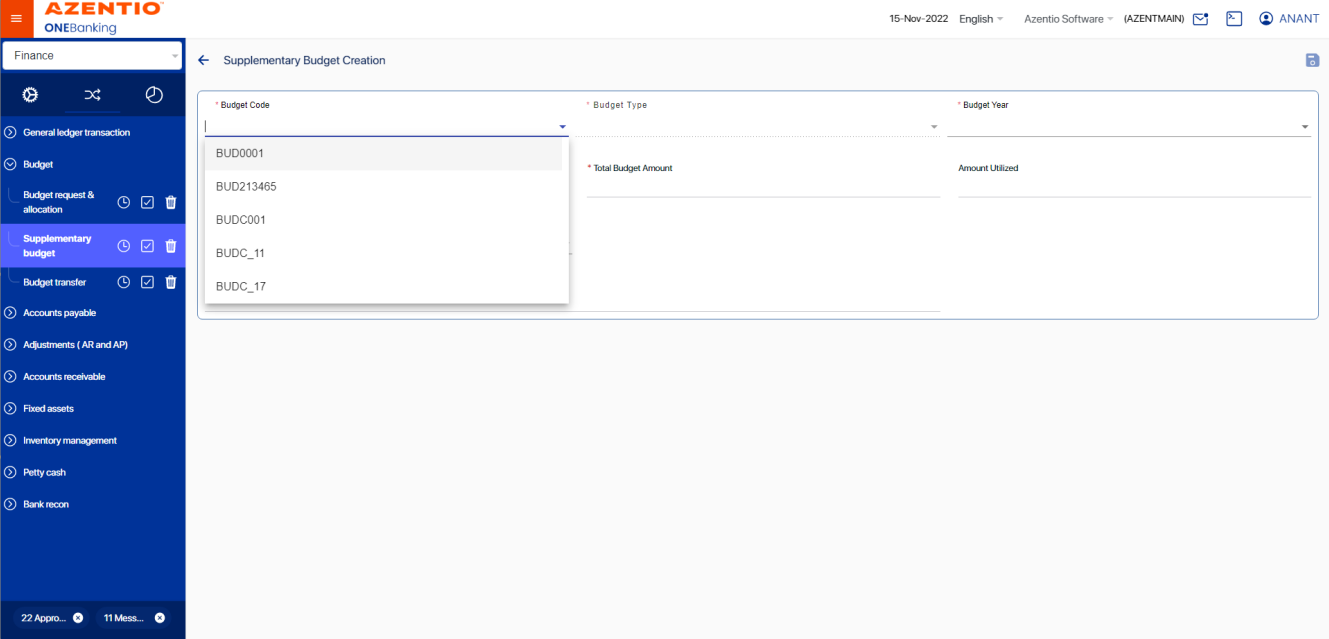 AZENTIO
ONEBanking
15-Nov-2022 English Azentio Software (AZENTMAIN) ANANT
Finance
Supplementary Budget Creation
* Budget Code
* Budget Type
* Budget Year
BUD0001
BUD213465
BUDC001
BUDC_11
BUDC_17
* Total Budget Amount
Amount Utilized
General ledger transaction
Budget
Budget request &
allocation
Supplementary
budget
Budget transfer
Accounts payable
Adjustments ( AR and AP)
Accounts receivable
Fixed assets
Inventory management
Petty cash
Bank recon
22 Appro...
11 Mess...